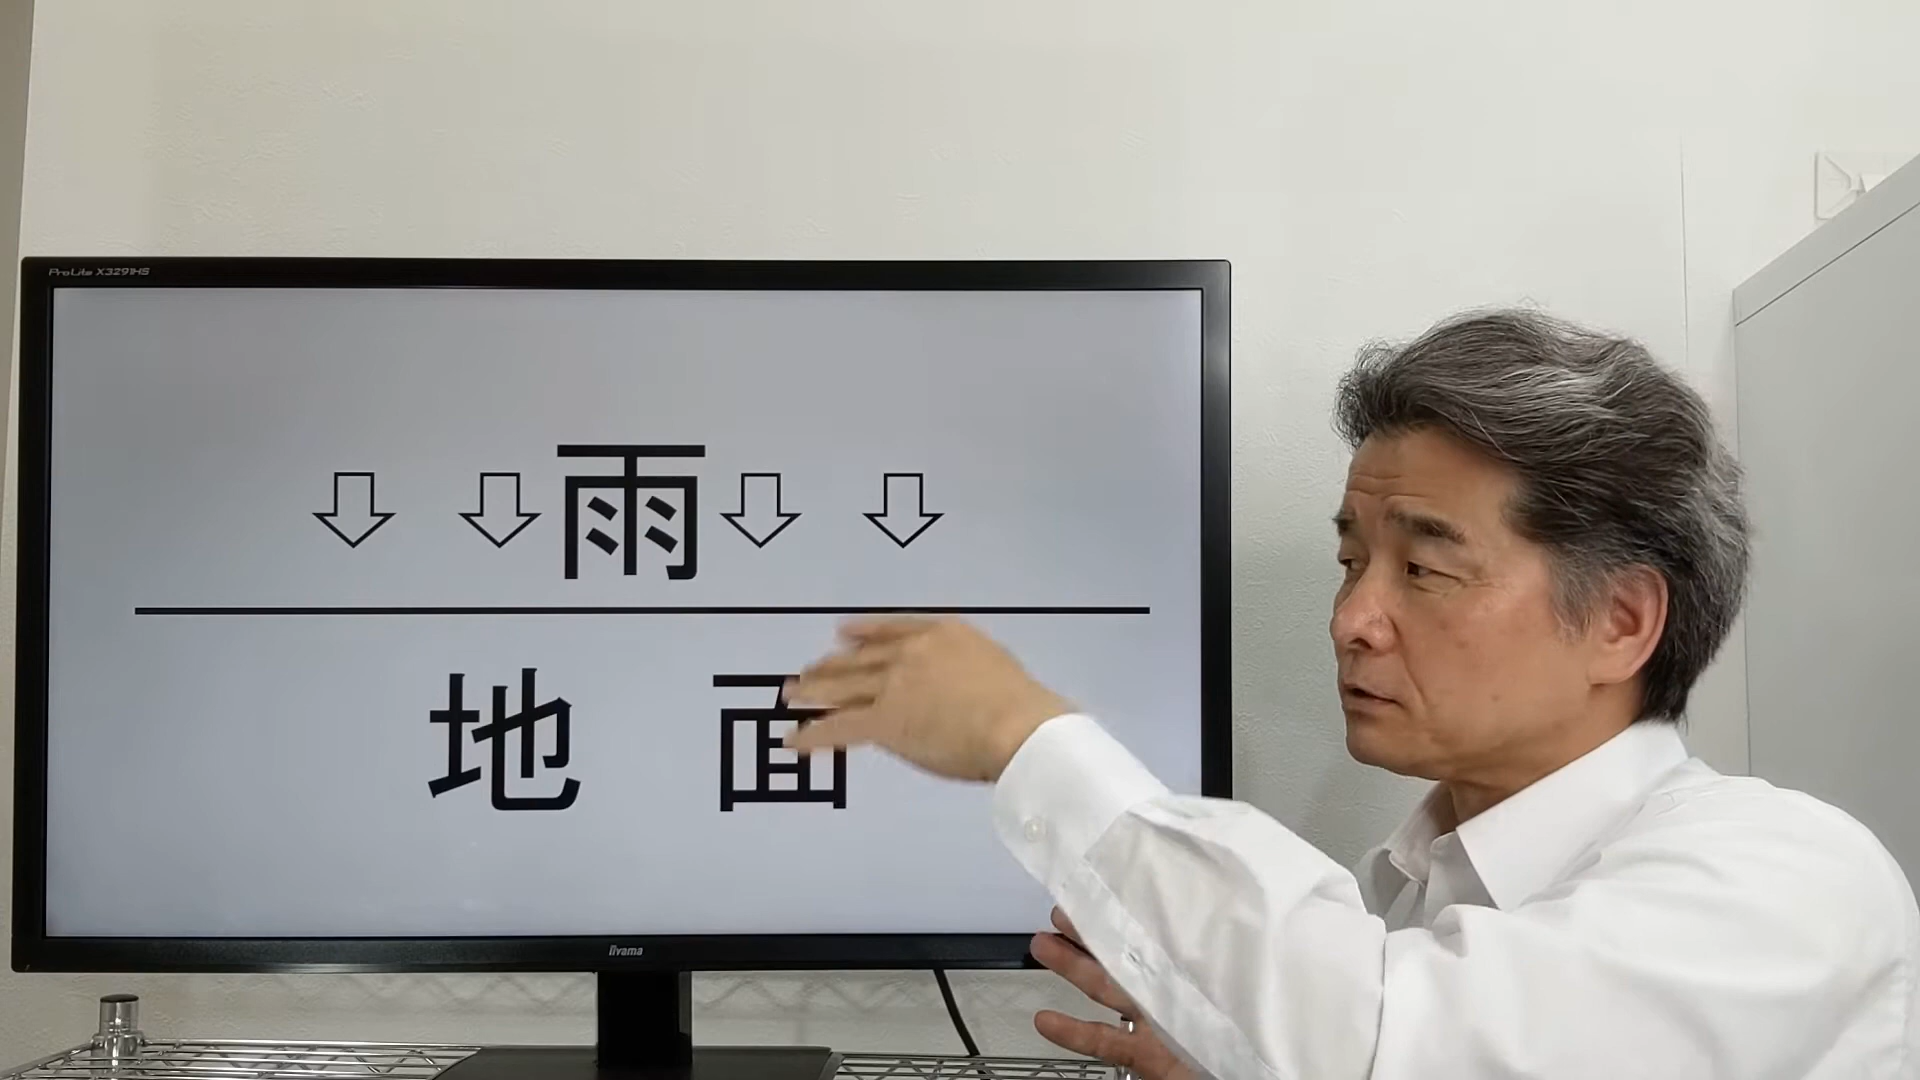 ProLite X3291HS
雨
地 面
iiyama